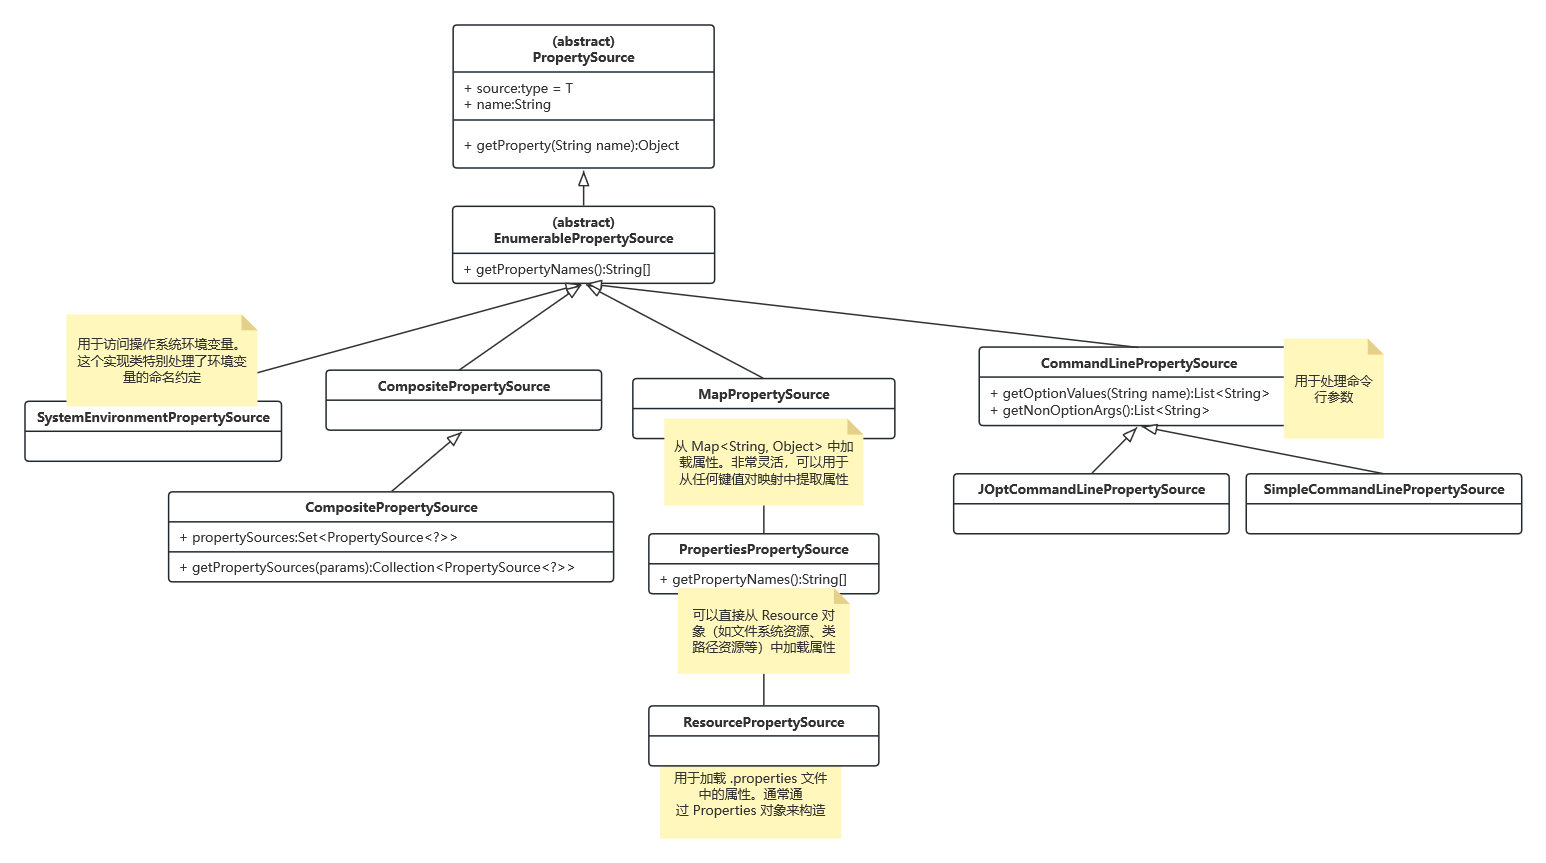 (abstract)
PropertySource
+ source:type = T
+ name:String
+ getProperty(String name):Object
(abstract)
EnumerablePropertySource
+ getPropertyNames():String[]
用于访问操作系统环境变量。
这个实现类特别处理了环境变
量的命名约定
SystemEnvironmentPropertySource
CompositePropertySource
CompositePropertySource
+ propertySources:Set<PropertySource<?>>
+ getPropertySources(params):Collection<PropertySource<?>>
MapPropertySource
从 Map<String, Object> 中加
载属性。非常灵活，可以用于
从任何键值对映射中提取属性
PropertiesPropertySource
+ getPropertyNames():String[]
可以直接从 Resource 对
象（如文件系统资源、类
路径资源等）中加载属性
ResourcePropertySource
用于加载 .properties 文件
中的属性。通常通
过 Properties 对象来构造
CommandLinePropertySource
+ getOptionValues(String name):List<String>
+ getNonOptionArgs():List<String>
用于处理命令
行参数
JOptCommandLinePropertySource
SimpleCommandLinePropertySource